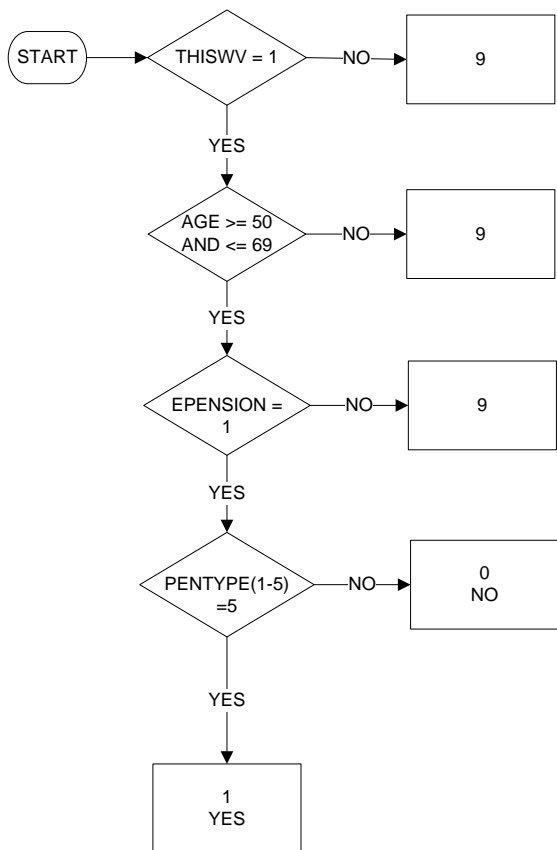 START
THISWV = 1
NO
9
YES
AGE >= 50
AND <= 69
NO
9
YES
EPENSION =
1
NO
9
YES
PENTYPE(1-5)
=5
NO
0
NO
YES
1
YES